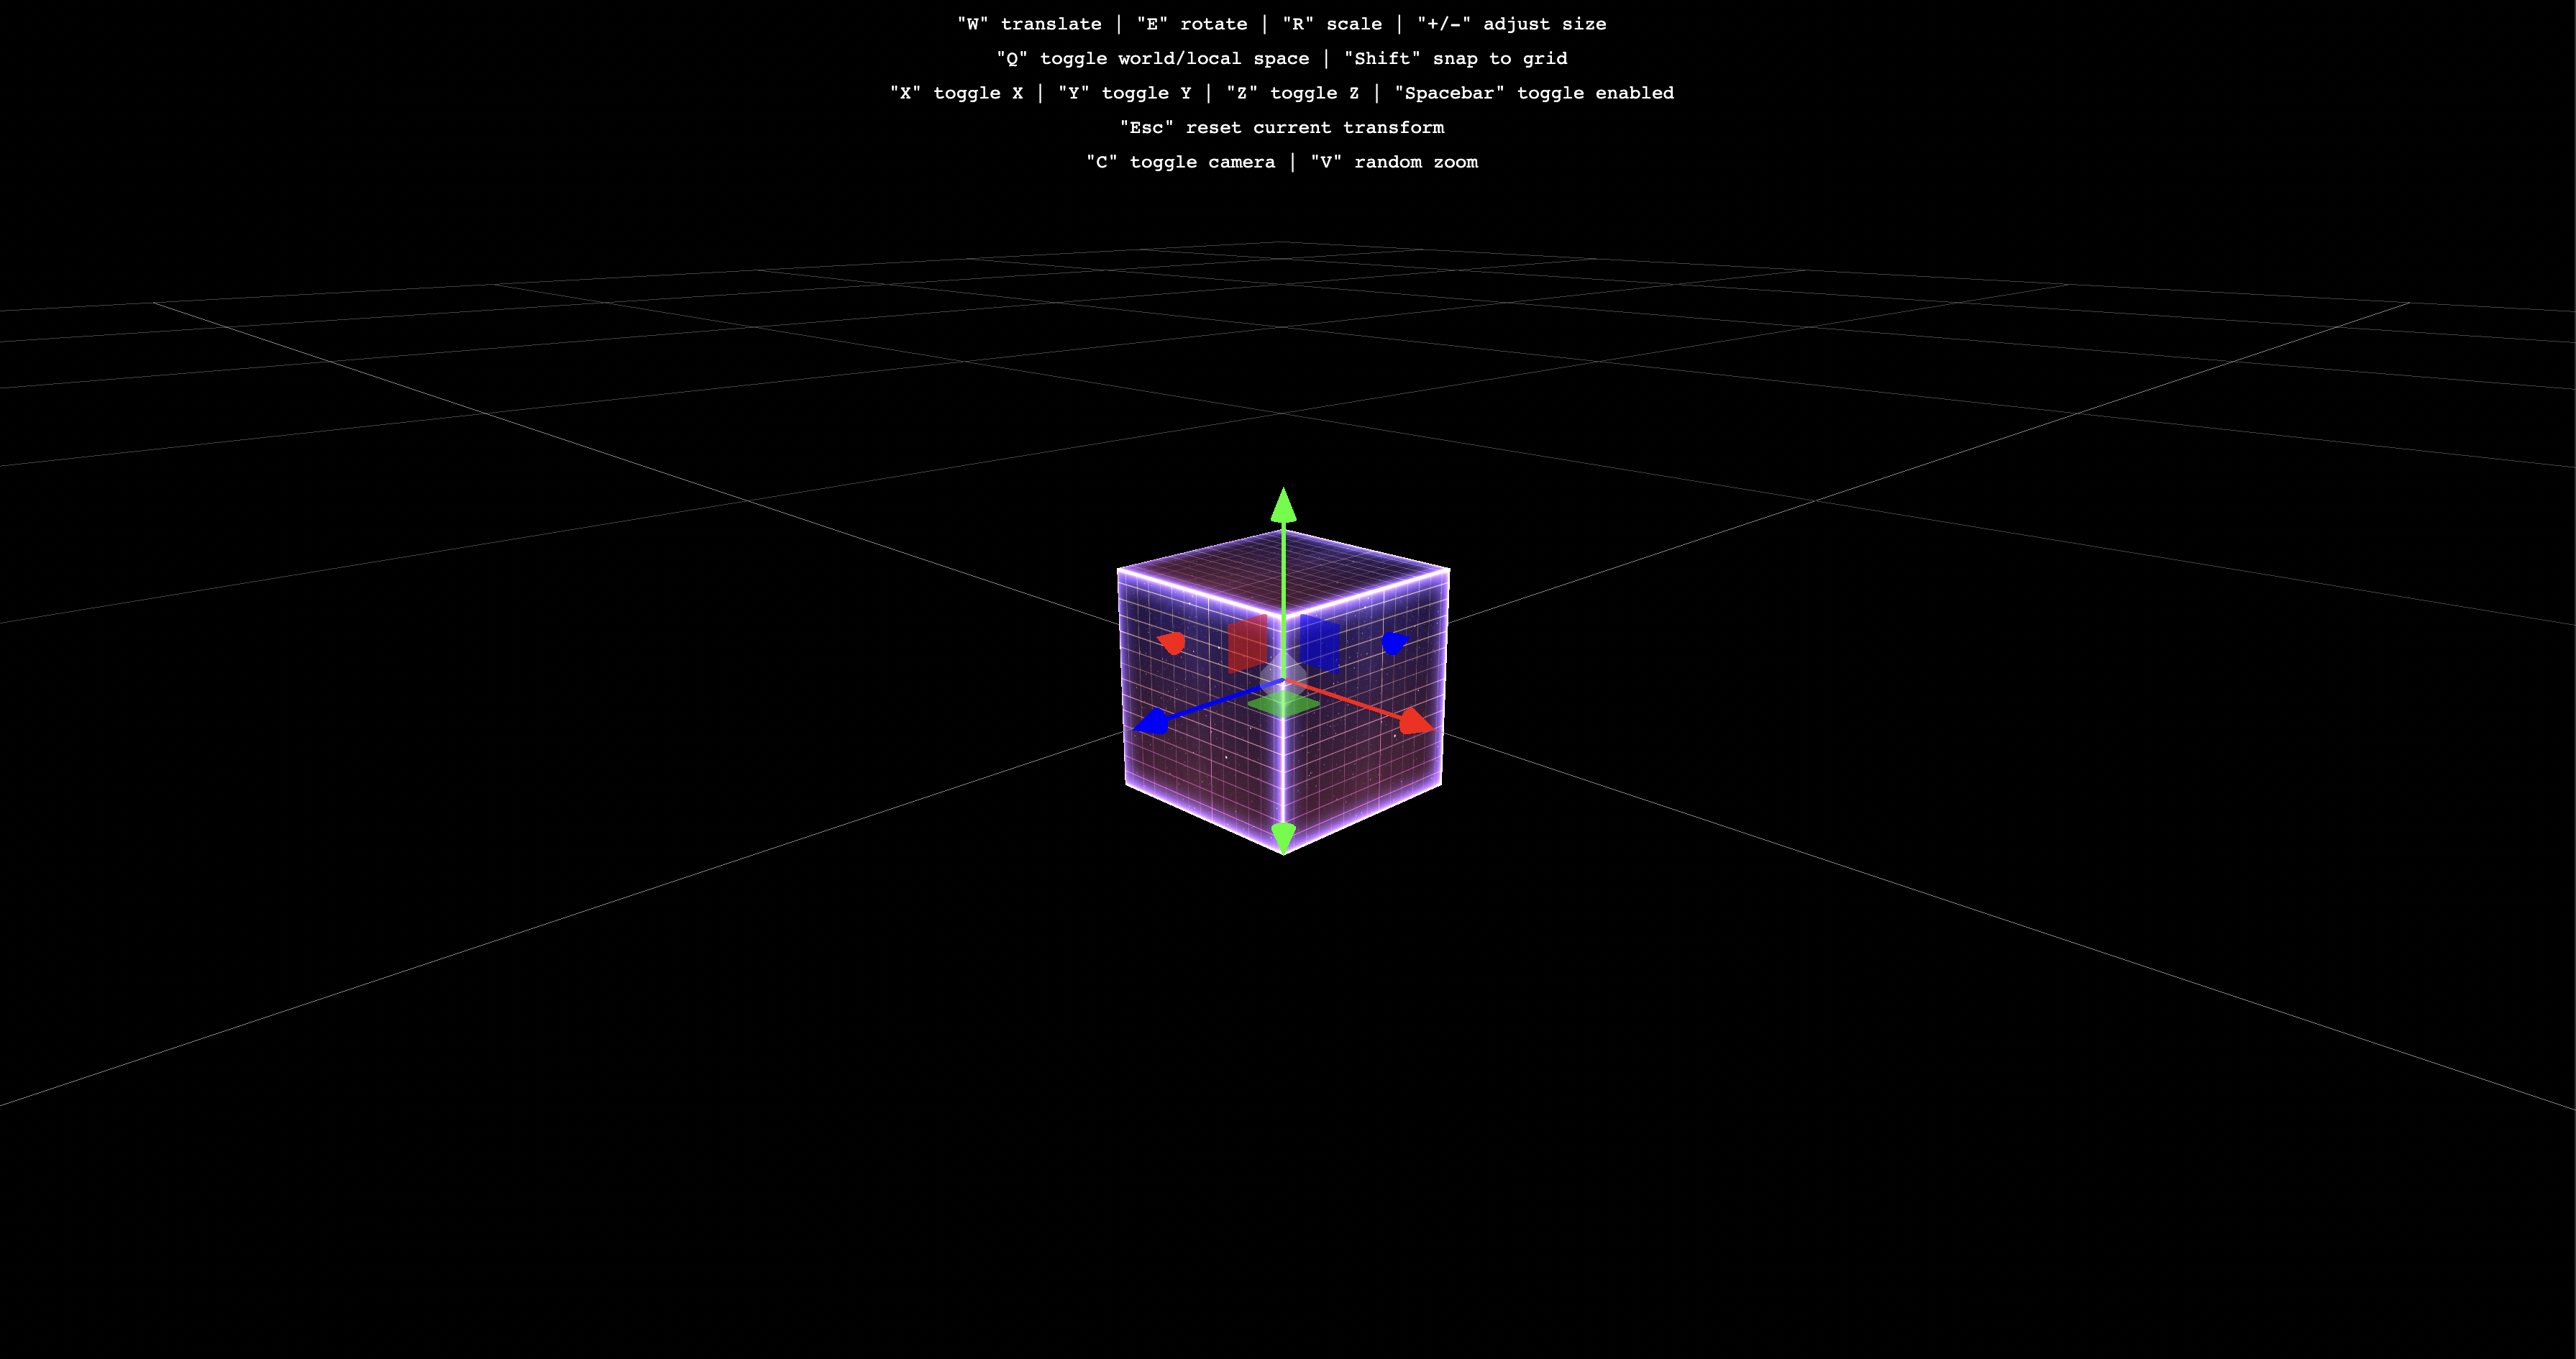 "W" translate | "E" rotate | "R" scale | "+/-" adjust size
"Q" toggle world/local space | "Shift" snap to grid
"X" toggle X | "Y" toggle Y | "Z" toggle Z | "Spacebar" toggle enabled
"Esc" reset current transform
"C" toggle camera | "V" random zoom